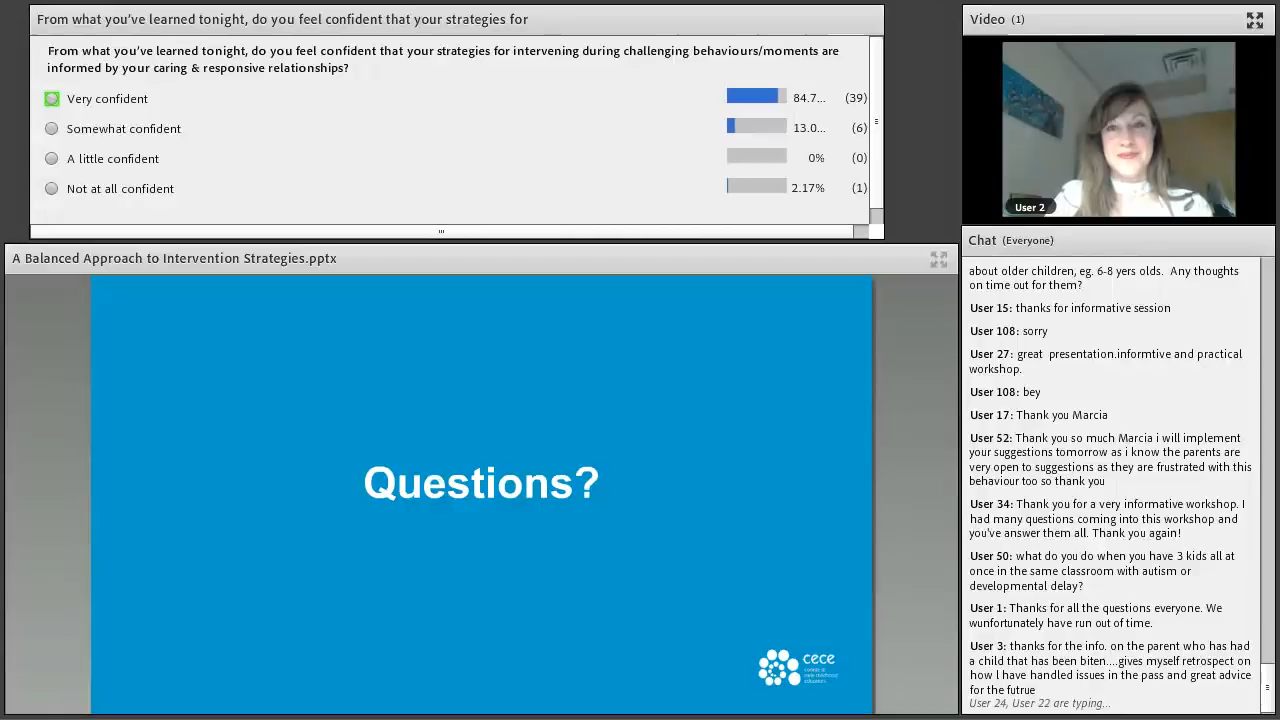 From what you’ve learned tonight, do you feel confident that your strategies for
From what you’ve learned tonight, do you feel confident that your strategies for intervening during challenging behaviours/moments are
informed by your caring & responsive relationships?
Very confident 84.7... (39)
Somewhat confident 13.0... (6)
A little confident 0% (0)
Not at all confident 2.17% (1)
A Balanced Approach to Intervention Strategies.pptx
Questions?
cece
Video (1)
User 2
Chat (Everyone)
about older children, eg. 6-8 yers olds. Any thoughts
on time out for them?
User 15: thanks for informative session
User 108: sorry
User 27: great presentation.informtive and practical
workshop.
User 108: bey
User 17: Thank you Marcia
User 52: Thank you so much Marcia i will implement
your suggestions tomorrow as i know the parents are
very open to suggestions as they are frustrated with this
behaviour too so thank you
User 34: Thank you for a very informative workshop. I
had many questions coming into this workshop and
you've answer them all. Thank you again!
User 50: what do you do when you have 3 kids all at
once in the same classroom with autism or
developmental delay?
User 1: Thanks for all the questions everyone. We
wunfortunately have run out of time.
User 3: thanks for the info. on the parent who has had
a child that has been biten....gives myself retrospect on
how I have handled issues in the pass and great advice
for the futrue
User 24, User 22 are typing...